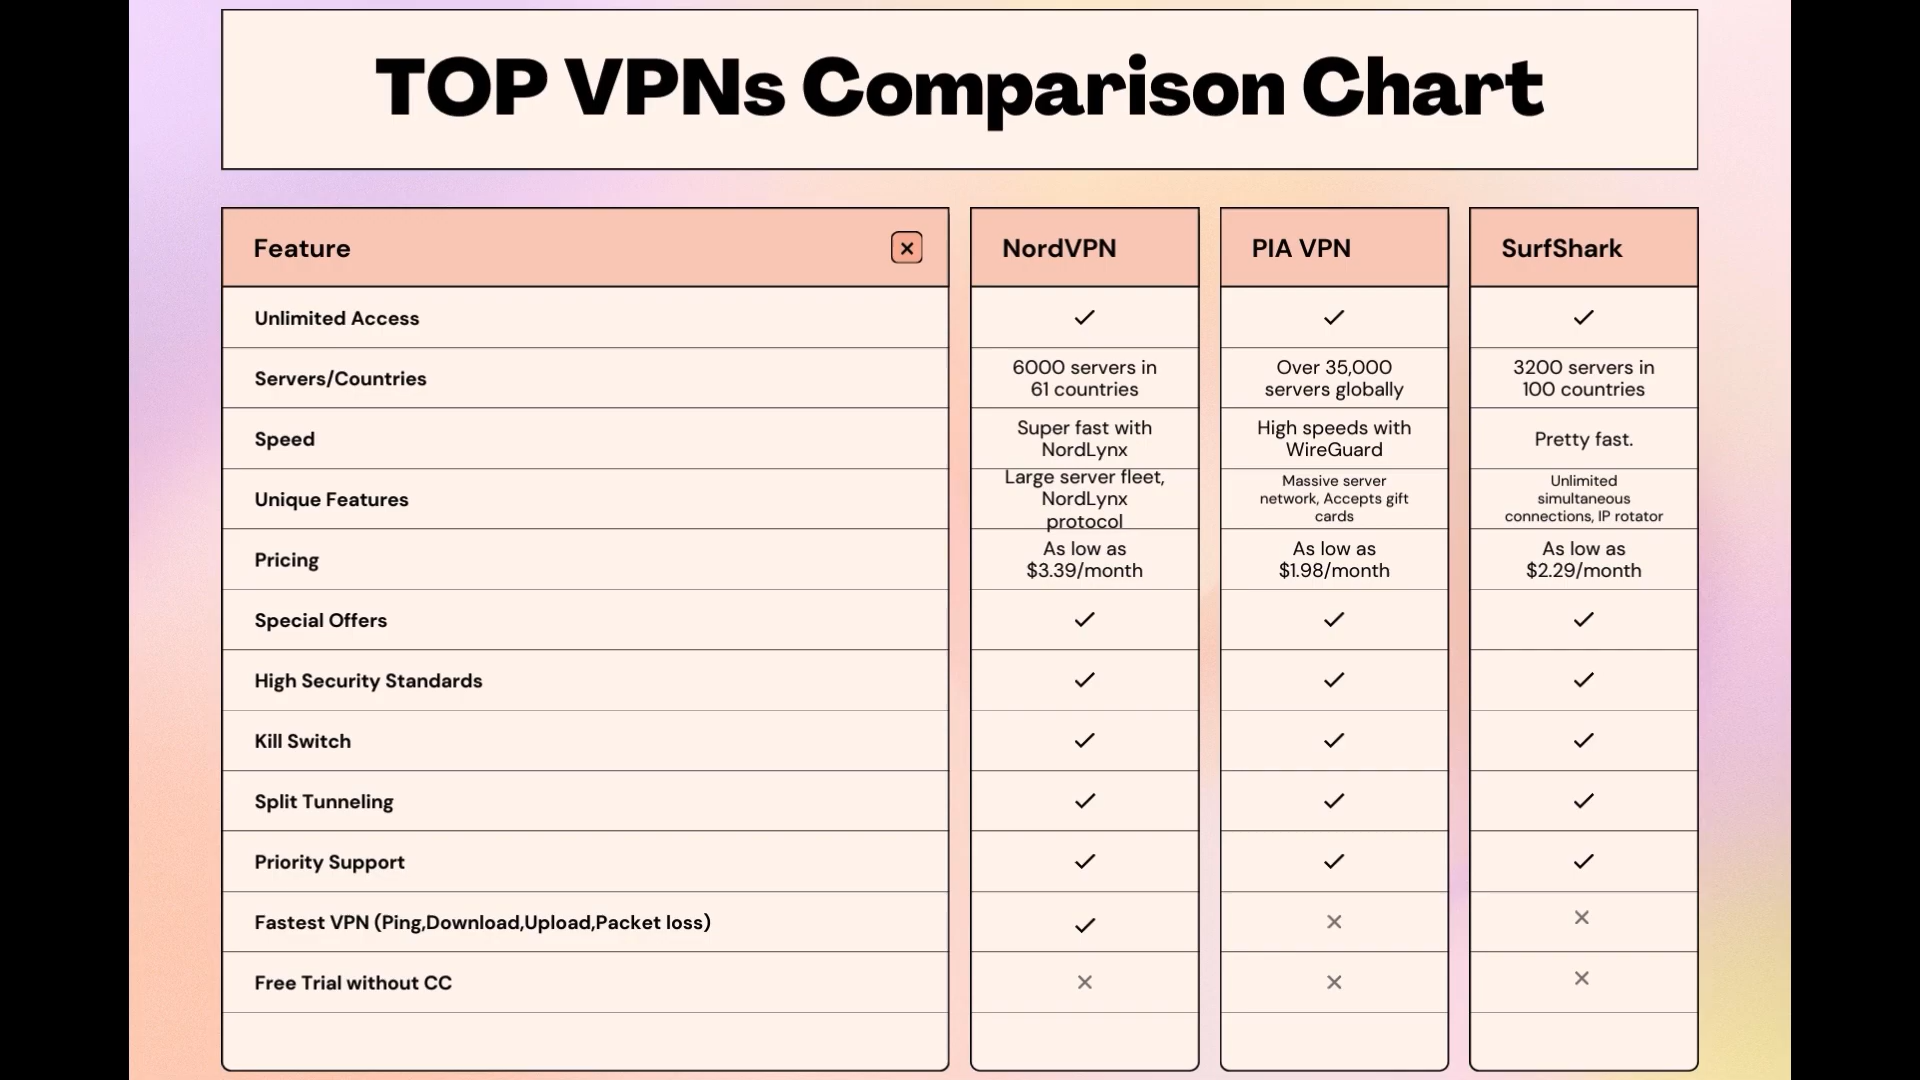 TOP VPNs Comparison Chart
Feature
NordVPN
PIA VPN
SurfShark
Unlimited Access
Servers/Countries
6000 servers in
61 countries
Over 35,000
servers globally
3200 servers in
100 countries
Speed
Super fast with
NordLynx
High speeds with
WireGuard
Pretty fast.
Unique Features
Large server fleet,
NordLynx
protocol
Massive server
network, Accepts gift
cards
Unlimited
simultaneous
connections, IP rotator
Pricing
As low as
$3.39/month
As low as
$1.98/month
As low as
$2.29/month
Special Offers
High Security Standards
Kill Switch
Split Tunneling
Priority Support
Fastest VPN (Ping,Download,Upload,Packet loss)
Free Trial without CC